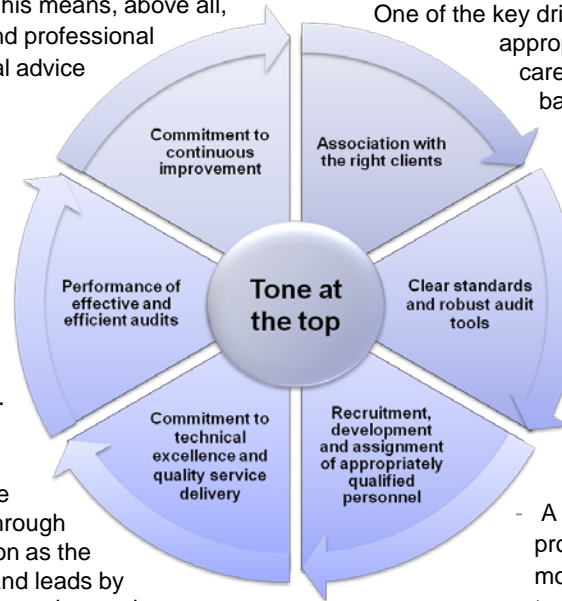 his means, above all,
nd professional
al advice
One of the key dri
approp
care
ba
Commitment to
continuous
improvement
Association with
the right clients
Performance of
effective and
efficient audits
Tone at
the top
Clear standards
and robust audit
tools
Commitment to
technical
excellence and
quality service
delivery
Recruitment,
development
and assignment
of appropriately
qualified
personnel
e
hrough
on as the
and leads by
- A
pro
mo